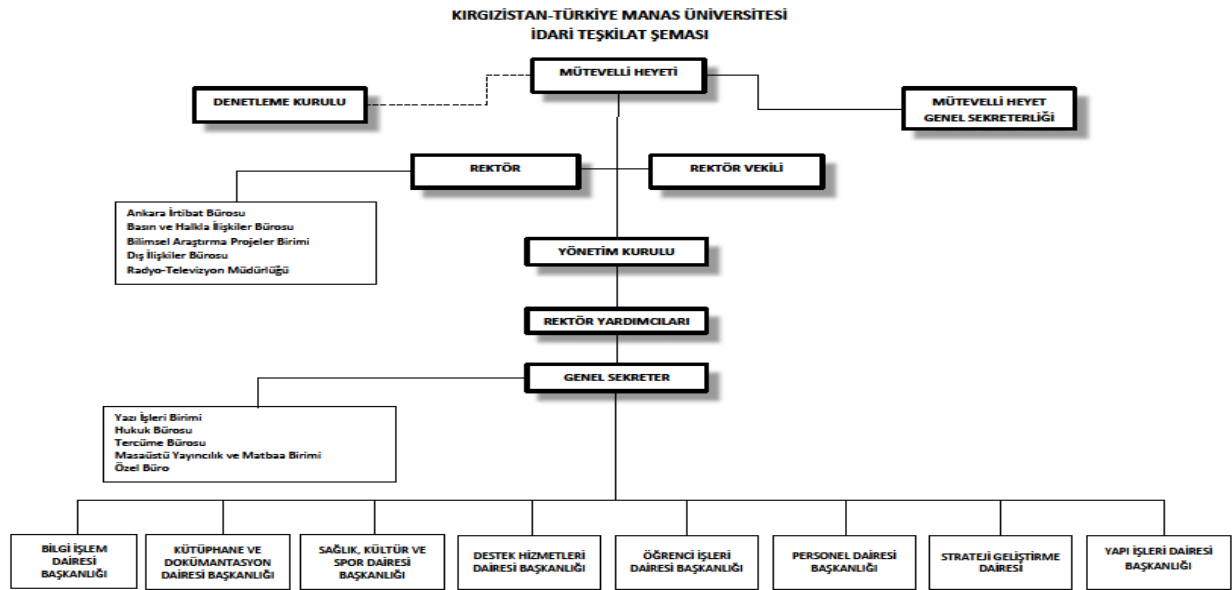 KIRGIZİSTAN-TÜRKİYE MANAS ÜNİVERSİTESİ
İDARİ TEŞKİLAT ŞEMASI
MÜTEVELLİ HEYETİ
DENETLEME KURULU
MÜTEVELLİ HEYET
GENEL SEKRETERLİĞİ
REKTÖR
REKTÖR VEKİLİ
Ankara İrtibat Bürosu
Basın ve Halkla İlişkiler Bürosu
Bilimsel Araştırma Projeler Birimi
Dış İlişkiler Bürosu
Radyo-Televizyon Müdürlüğü
YÖNETİM KURULU
REKTÖR YARDIMCILARI
GENEL SEKRETER
Yazı İşleri Birimi
Hukuk Bürosu
Tercüme Bürosu
Masaüstü Yayıncılık ve Matbaa Birimi
Özel Büro
BİLGİ İŞLEM
DAİRESİ
BAŞKANLIĞI
KÜTÜPHANE VE
DOKÜMANTASYON
DAİRESİ BAŞKANLIĞI
SAĞLIK, KÜLTÜR VE
SPOR DAİRESİ
BAŞKANLIĞI
DESTEK HİZMETLERİ
DAİRESİ BAŞKANLIĞI
ÖĞRENCİ İŞLERİ
DAİRESİ BAŞKANLIĞI
PERSONEL DAİRESİ
BAŞKANLIĞI
STRATEJİ GELİŞTİRME
DAİRESİ
YAPI İŞLERİ DAİRESİ
BAŞKANLIĞI